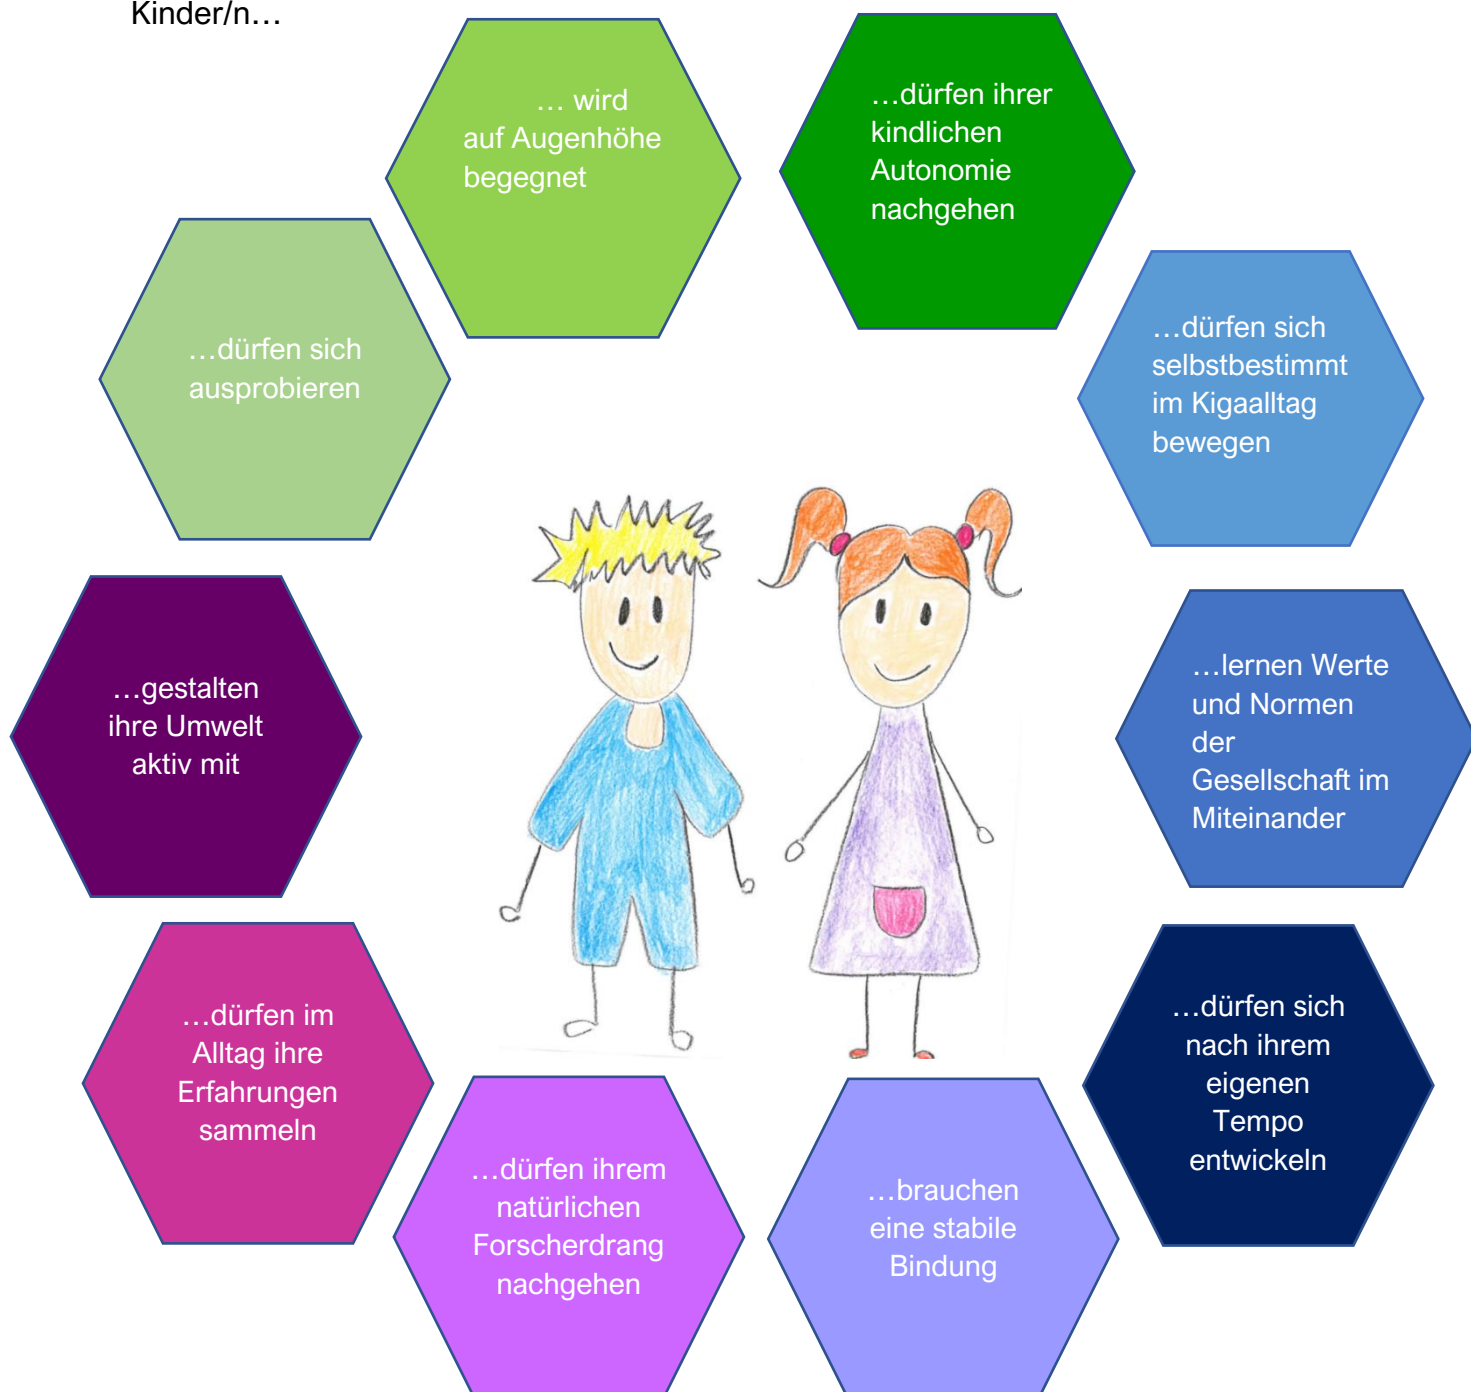 Kinder/n…
… wird
auf Augenhöhe
begegnet
…dürfen ihrer
kindlichen
Autonomie
nachgehen
…dürfen sich
selbstbestimmt
im Kigaalltag
bewegen
…lernen Werte
und Normen
der
Gesellschaft im
Miteinander
…dürfen sich
nach ihrem
eigenen
Tempo
entwickeln
…brauchen
eine stabile
Bindung
…dürfen ihrem
natürlichen
Forscherdrang
nachgehen
…dürfen im
Alltag ihre
Erfahrungen
sammeln
…gestalten
ihre Umwelt
aktiv mit
…dürfen sich
ausprobieren